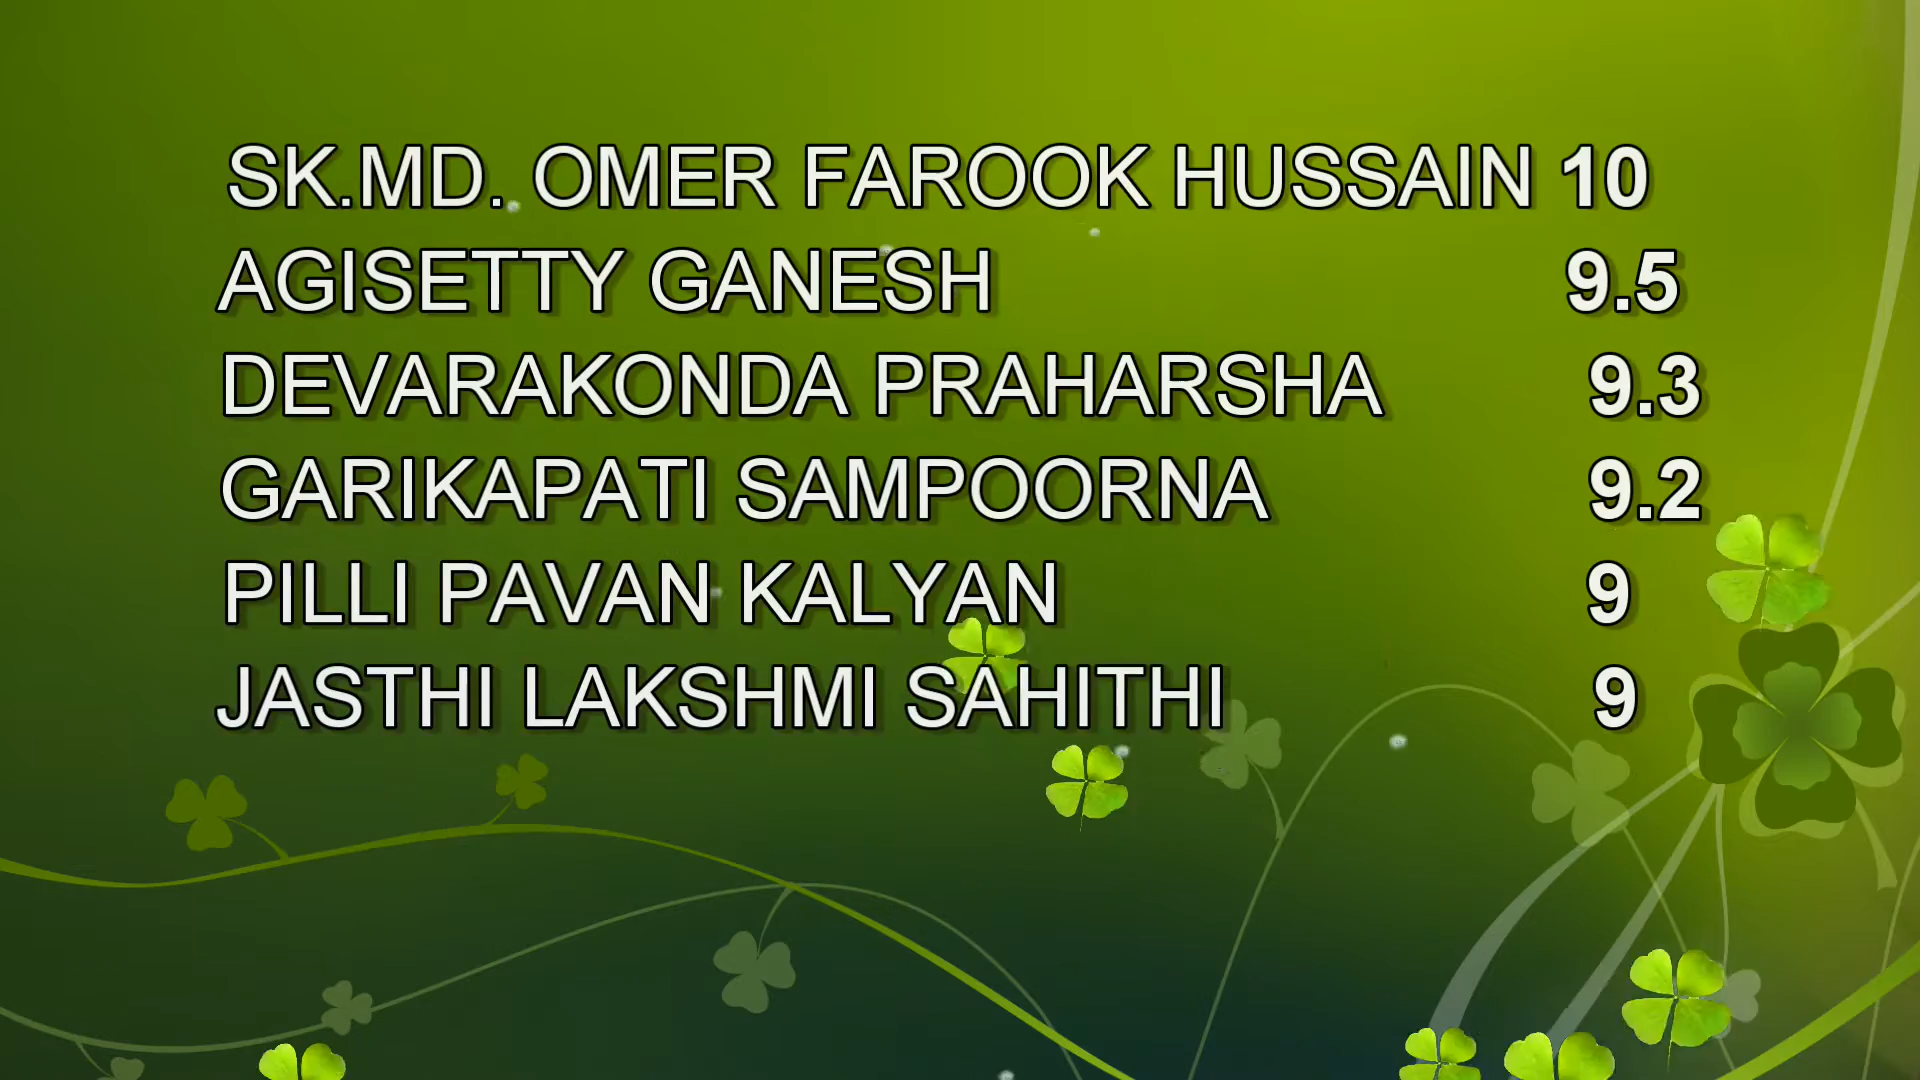 SK.MD. OMER FAROOK HUSSAIN 10
AGISETTY GANESH 9.5
DEVARAKONDA PRAHARSHA 9.3
GARIKAPATI SAMPOORNA 9.2
PILLI PAVAN KALYAN 9
JASTHI LAKSHMI SAHITHI 9